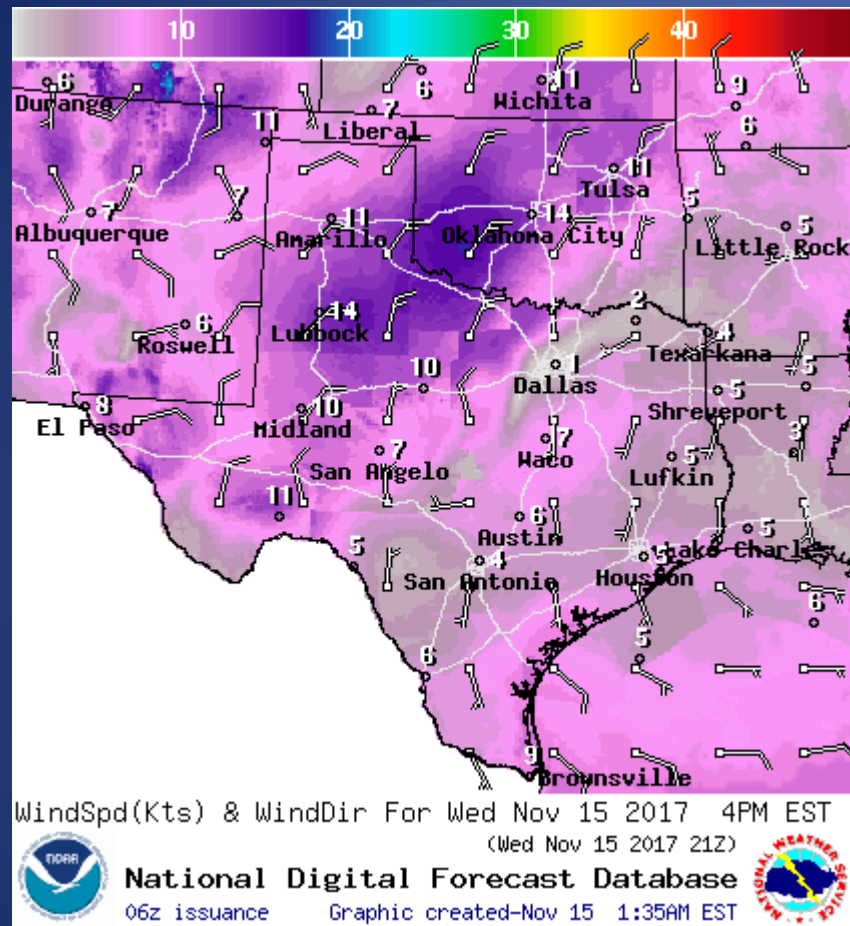 10 20 30 40
6 6 11 9
Durango Wichita
7
Liberal
11 6
11
Tulsa
7 7 11 14 5 5
Albuquerque Amarillo Oklahoma City Little Rock
6 14 2 4
Roswell Lubbock Texarkana
1
10 Dallas 5
8 10 Shreveport
El Paso Midland
7 7 5 3
San Angelo Waco Lufkin
11 6 5
Austin Lake Charles
5 4 5
San Antonio Houston
6
5
6
9
Brownsville
WindSpd(Kts) & WindDir For Wed Nov 15 2017 4PM EST
(Wed Nov 15 2017 21Z)
NOAA
National Digital Forecast Database
06z issuance Graphic created-Nov 15 1:35AM EST
NATIONAL WEATHER SERVICE